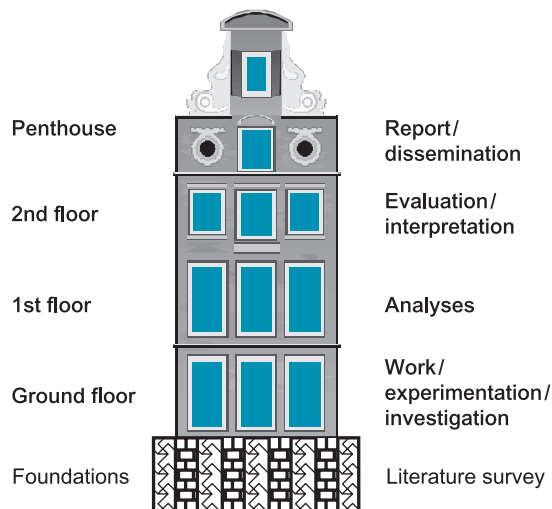 Penthouse
Report/
dissemination
2nd floor
Evaluation/
interpretation
1st floor
Analyses
Ground floor
Work/
experimentation/
investigation
Foundations
Literature survey